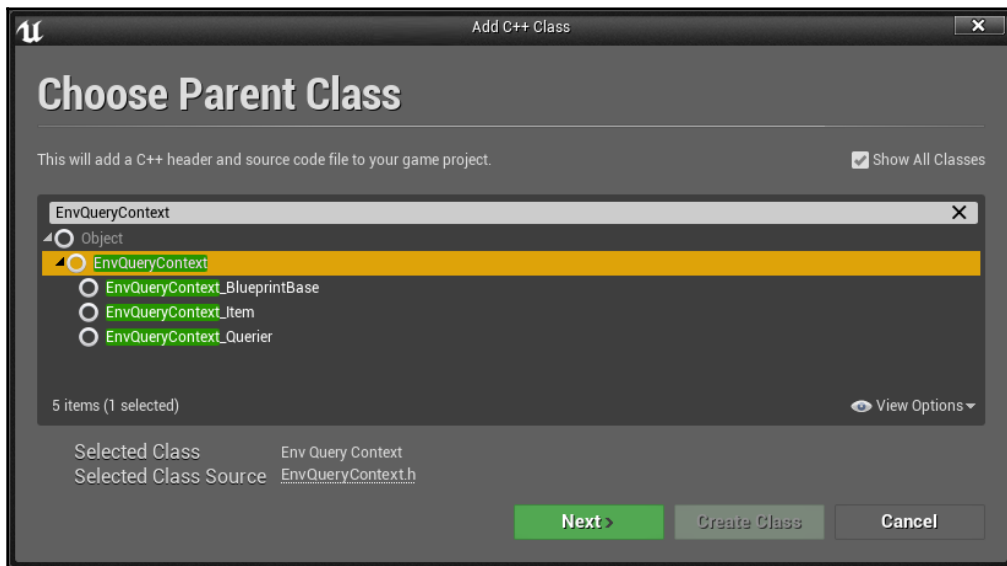 Add C++ Class
Choose Parent Class
This will add a C++ header and source code file to your game project.
Show All Classes
EnvQueryContext
Object
EnvQueryContext
EnvQueryContext_BlueprintBase
EnvQueryContext_Item
EnvQueryContext_Querier
5 items (1 selected)
View Options
Selected Class Env Query Context
Selected Class Source EnvQueryContext.h
Next Create Class Cancel